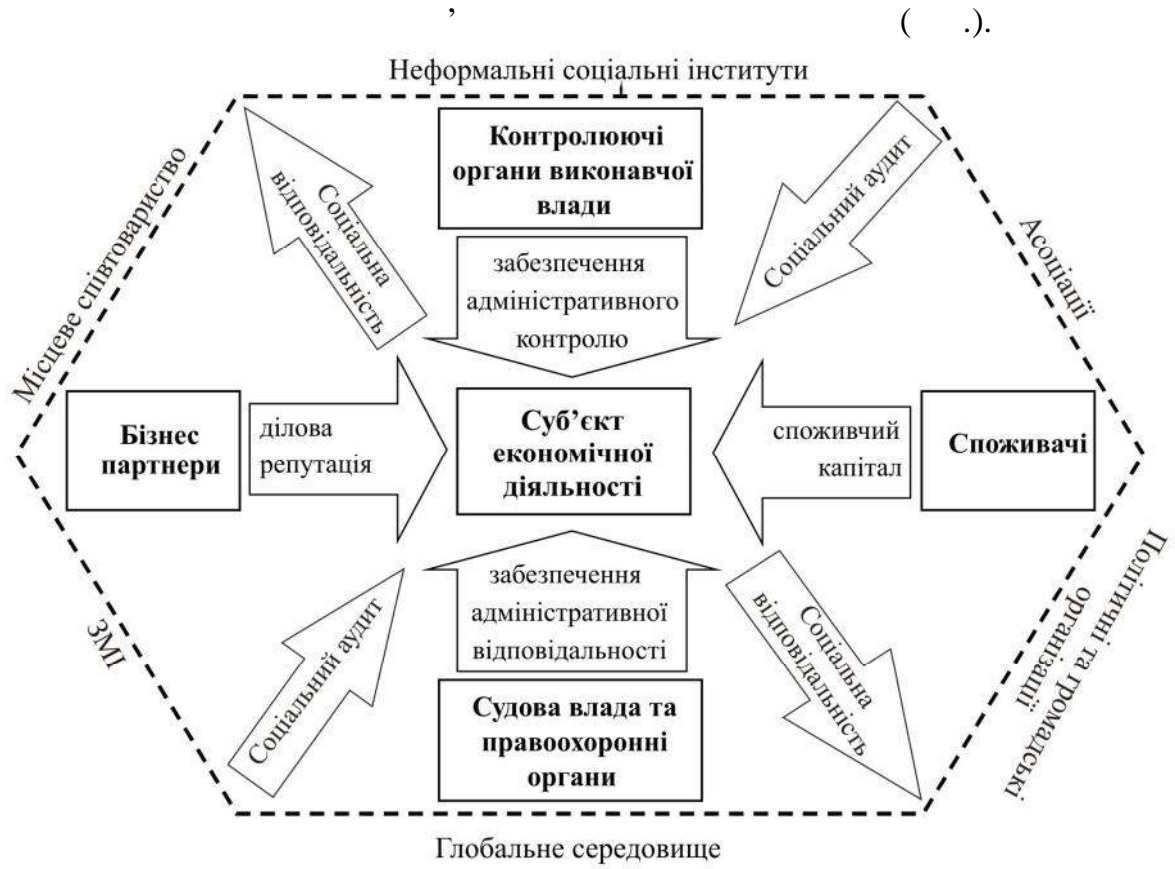 , ( .).
Неформальні соціальні інститути
Контролюючі
органи виконавчої
влади
Соціальна
відповідальність
Соціальний аудит
Місцеве співтовариство
Асоціації
забезпечення
адміністративного
контролю
Бізнес
партнери
ділова
репутація
Суб’єкт
економічної
діяльності
споживчий
капітал
Споживачі
забезпечення
адміністративної
відповідальності
ЗМІ
Соціальний аудит
Соціальна
відповідальність
Політичні та громадські
організації
Судова влада та
правоохоронні
органи
Глобальне середовище